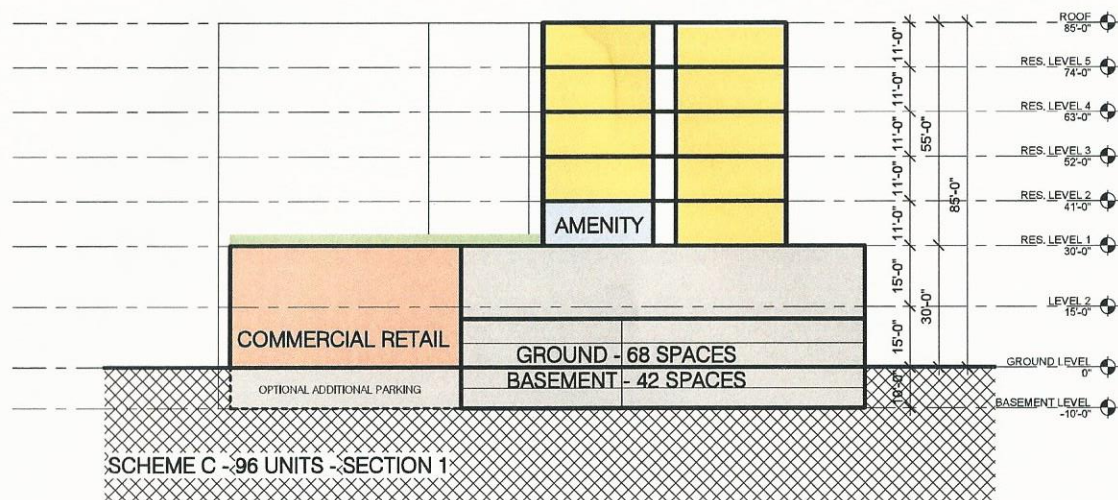 ROOF
85'-0"
11'-0"
RES. LEVEL 5
74'-0"
11'-0"
RES. LEVEL 4
63'-0"
11'-0"
55'-0"
RES. LEVEL 3
52'-0"
11'-0"
85'-0"
RES. LEVEL 2
41'-0"
AMENITY
11'-0"
RES. LEVEL 1
30'-0"
15'-0"
30'-0"
LEVEL 2
15'-0"
COMMERCIAL RETAIL
15'-0"
GROUND - 68 SPACES
GROUND LEVEL
0"
BASEMENT - 42 SPACES
OPTIONAL ADDITIONAL PARKING
10'-0"
BASEMENT LEVEL
-10'-0"
SCHEME C - 96 UNITS - SECTION 1